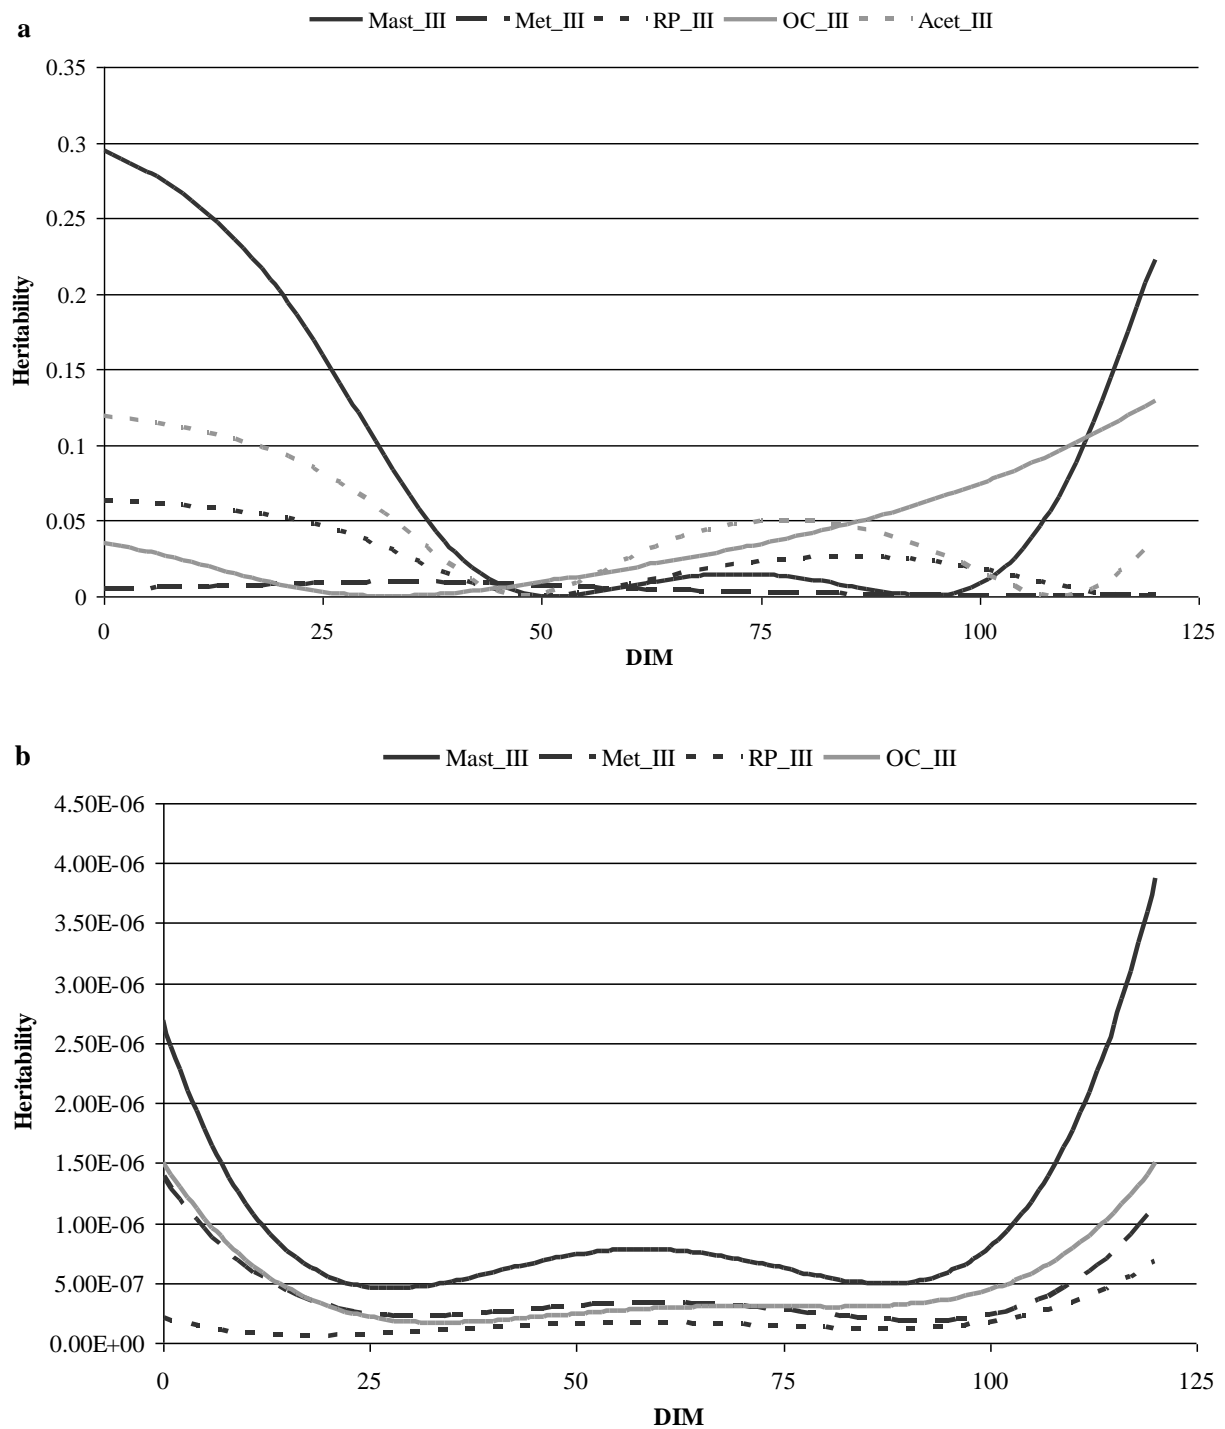 a
Mast_III Met_III RP_III OC_III Acet_III
0.35
0.3
0.25
0.2
0.15
0.1
0.05
0
Heritability
0 25 50 75 100 125
DIM
b
Mast_III Met_III RP_III OC_III
4.50E-06
4.00E-06
3.50E-06
3.00E-06
2.50E-06
2.00E-06
1.50E-06
1.00E-06
5.00E-07
0.00E+00
Heritability
0 25 50 75 100 125
DIM